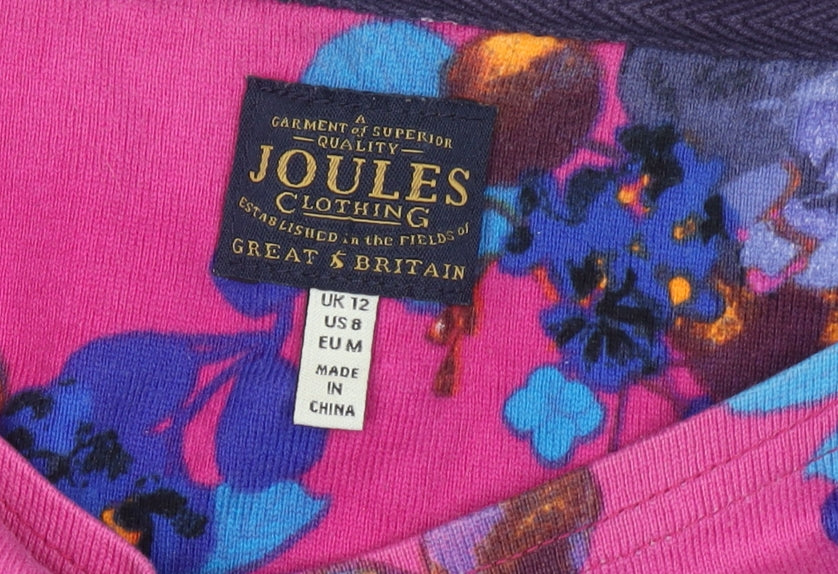 A
GARMENT of SUPERIOR
QUALITY
JOULES
CLOTHING
ESTABLISHED in the FIELDS of
GREAT BRITAIN
UK 12
US 8
EU M
MADE
IN
CHINA